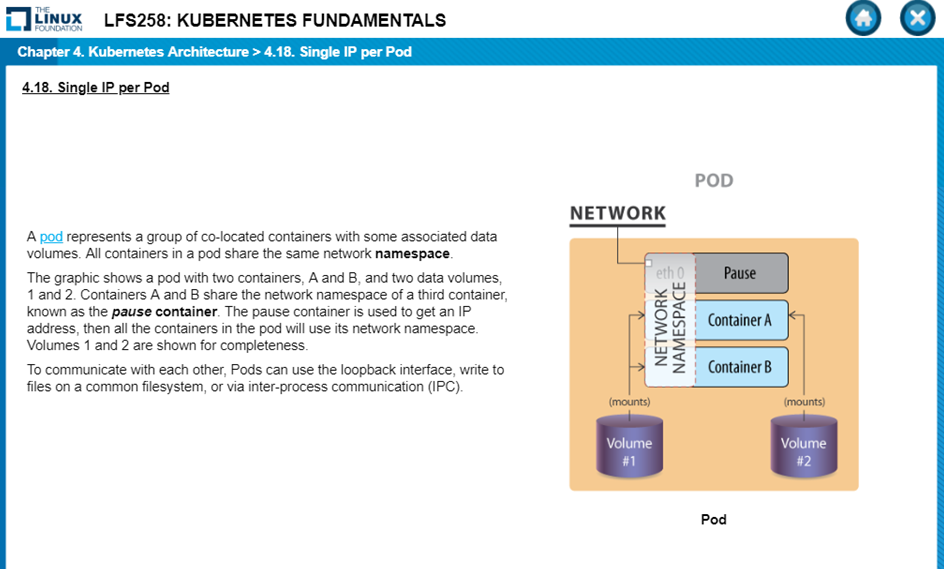 THE
LINUX
FOUNDATION
LFS258: KUBERNETES FUNDAMENTALS
Chapter 4. Kubernetes Architecture > 4.18. Single IP per Pod
4.18. Single IP per Pod
A pod represents a group of co-located containers with some associated data
volumes. All containers in a pod share the same network namespace.
The graphic shows a pod with two containers, A and B, and two data volumes,
1 and 2. Containers A and B share the network namespace of a third container,
known as the pause container. The pause container is used to get an IP
address, then all the containers in the pod will use its network namespace.
Volumes 1 and 2 are shown for completeness.
To communicate with each other, Pods can use the loopback interface, write to
files on a common filesystem, or via inter-process communication (IPC).
POD
NETWORK
eth 0
Pause
NETWORK
NAMESPACE
Container A
Container B
(mounts)
(mounts)
Volume
#1
Volume
#2
Pod